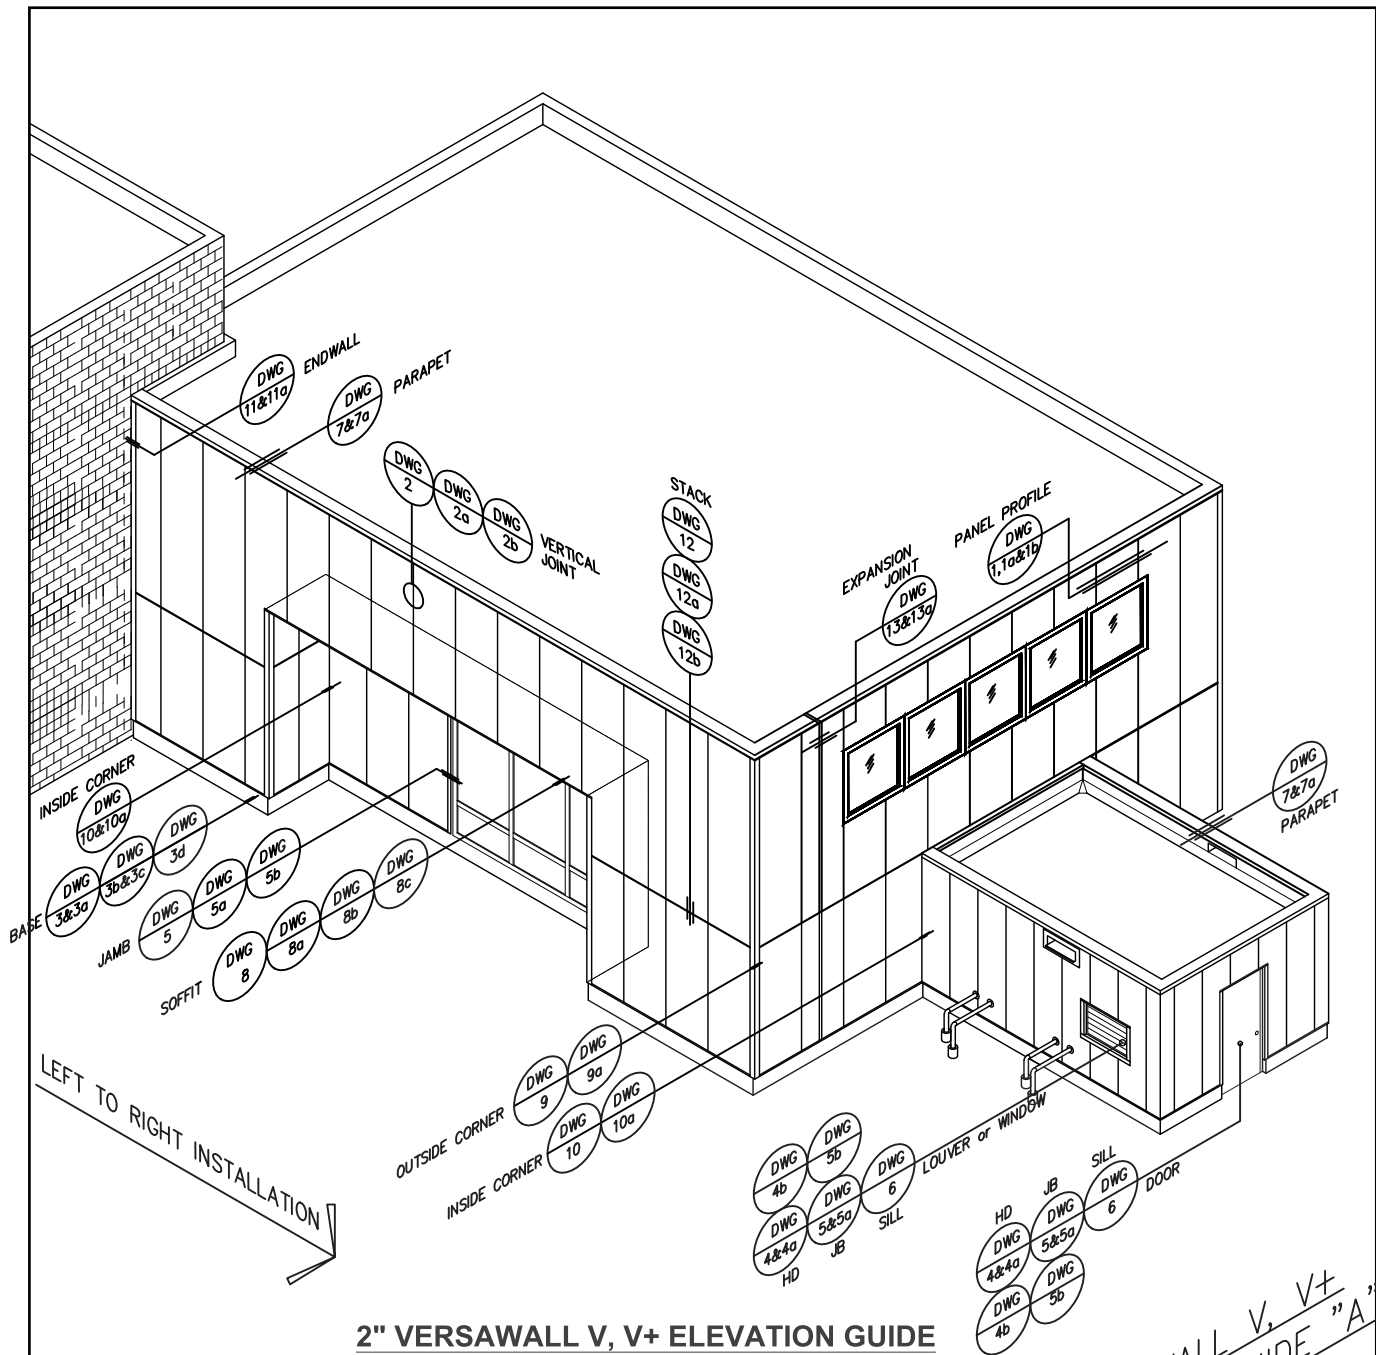 DWG
11&11a
ENDWALL
DWG
7&7a
PARAPET
DWG
2
DWG
2a
DWG
2b
VERTICAL
JOINT
STACK
DWG
12
DWG
12a
DWG
12b
EXPANSION
JOINT
DWG
13&13a
PANEL PROFILE
DWG
1,1a&1b
DWG
7&7a
PARAPET
INSIDE CORNER
DWG
10&10a
BASE
DWG
3&3a
DWG
3b&3c
DWG
3d
JAMB
DWG
5
DWG
5a
DWG
5b
SOFFIT
DWG
8
DWG
8a
DWG
8b
DWG
8c
LEFT TO RIGHT INSTALLATION
OUTSIDE CORNER
DWG
9
DWG
9a
INSIDE CORNER
DWG
10
DWG
10a
DWG
4b
DWG
5b
DWG
4&4a
HD
DWG
5&5a
JB
DWG
6
SILL
LOUVER or WINDOW
HD
DWG
4&4a
JB
DWG
5&5a
SILL
DWG
6
DOOR
DWG
4b
DWG
5b
2" VERSAWALL V, V+ ELEVATION GUIDE
V, V+
"A"